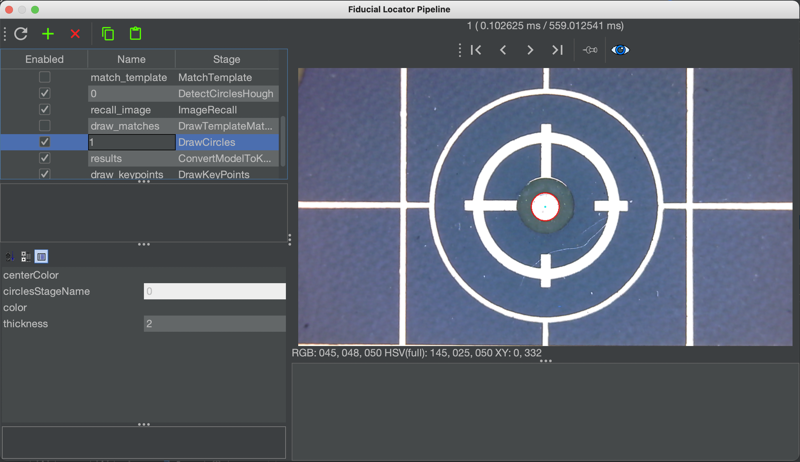 Fiducial Locator Pipeline
1 ( 0.102625 ms / 559.012541 ms)
Enabled Name Stage
match_template MatchTemplate
0 DetectCirclesHough
recall_image ImageRecall
draw_matches DrawTemplateMat...
1 DrawCircles
results ConvertModelToK...
draw_keypoints DrawKeyPoints
centerColor
circlesStageName 0
color
thickness 2
RGB: 045, 048, 050 HSV(full): 145, 025, 050 XY: 0, 332